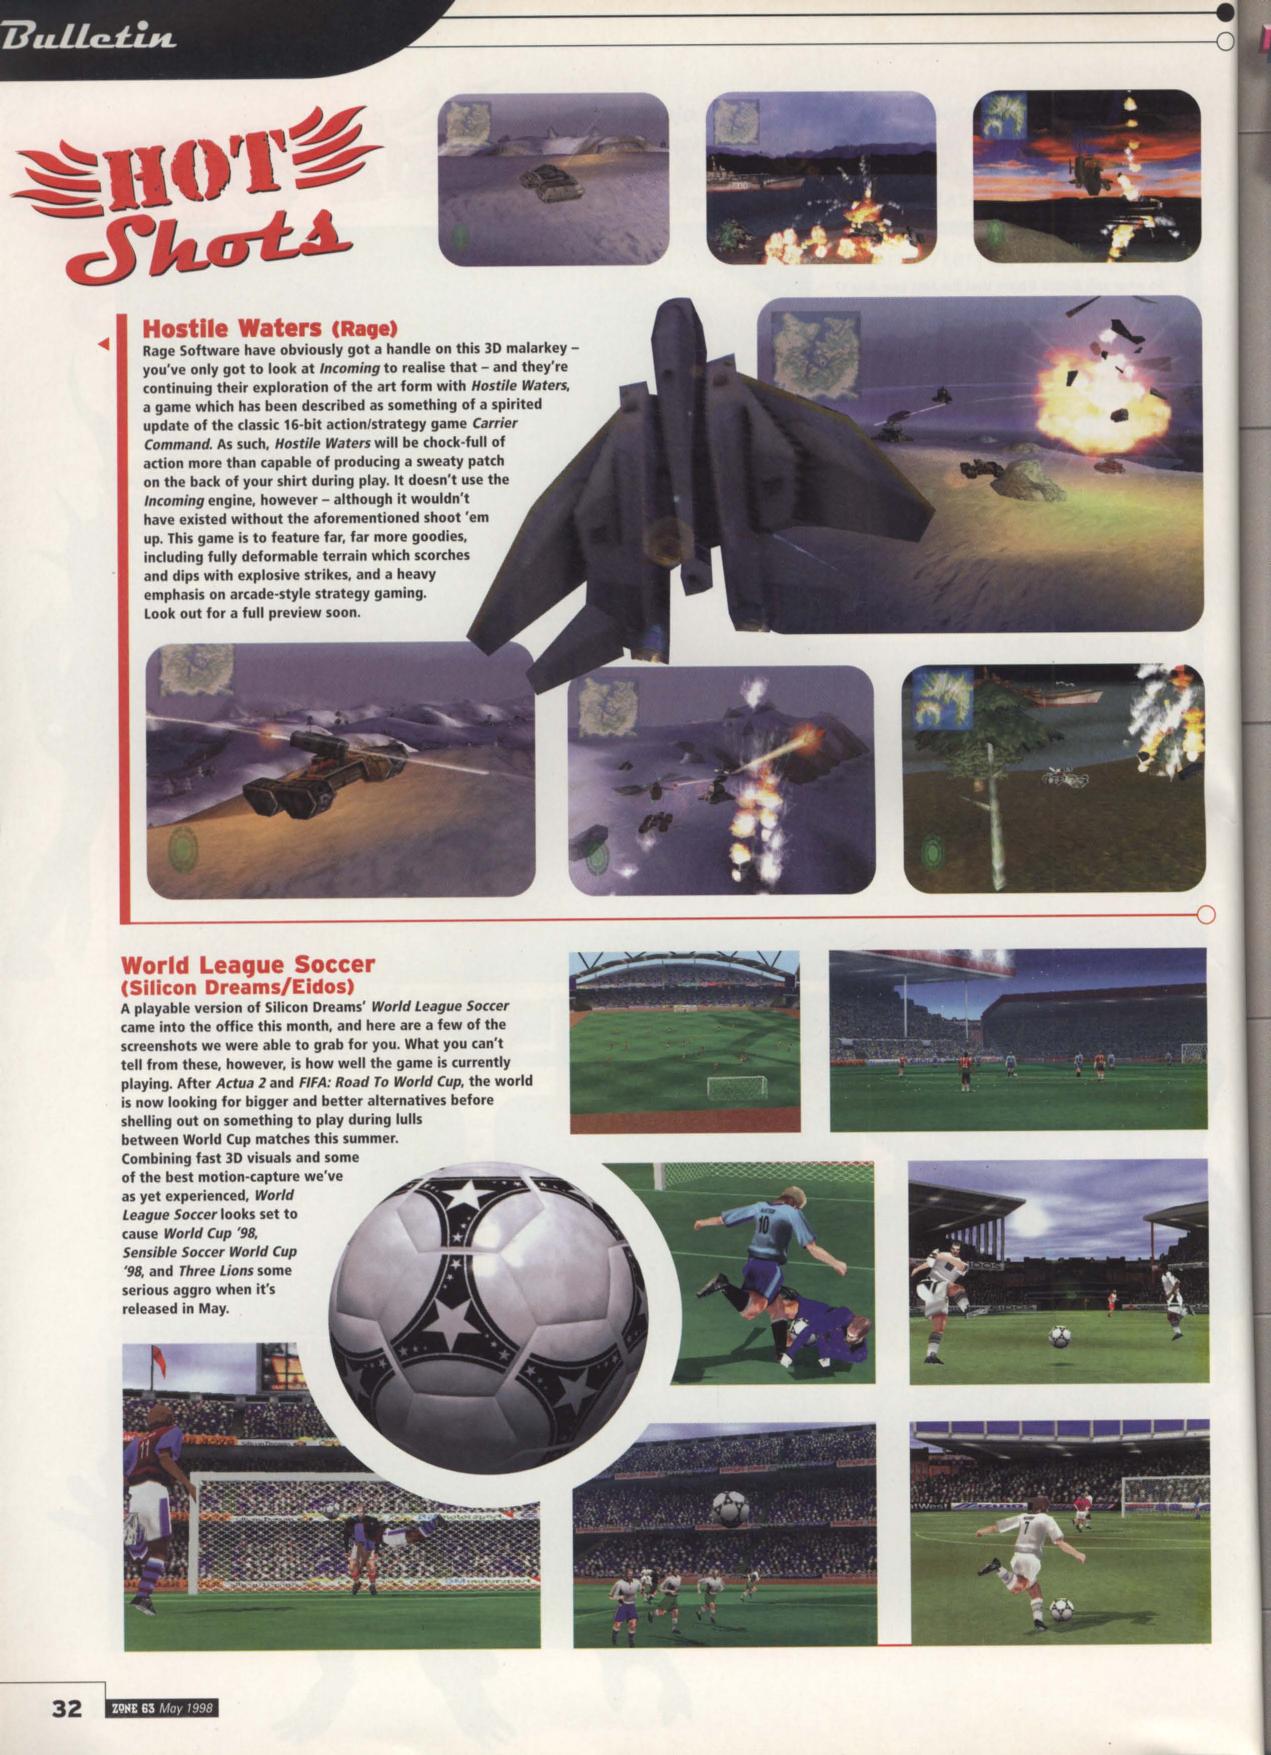 Bulletin
HOT
Shots
Hostile Waters (Rage)
Rage Software have obviously got a handle on this 3D malarkey –
you've only got to look at Incoming to realise that – and they're
continuing their exploration of the art form with Hostile Waters,
a game which has been described as something of a spirited
update of the classic 16-bit action/strategy game Carrier
Command. As such, Hostile Waters will be chock-full of
action more than capable of producing a sweaty patch
on the back of your shirt during play. It doesn't use the
Incoming engine, however – although it wouldn't
have existed without the aforementioned shoot 'em
up. This game is to feature far, far more goodies,
including fully deformable terrain which scorches
and dips with explosive strikes, and a heavy
emphasis on arcade-style strategy gaming.
Look out for a full preview soon.
World League Soccer
(Silicon Dreams/Eidos)
A playable version of Silicon Dreams' World League Soccer
came into the office this month, and here are a few of the
screenshots we were able to grab for you. What you can't
tell from these, however, is how well the game is currently
playing. After Actua 2 and FIFA: Road To World Cup, the world
is now looking for bigger and better alternatives before
shelling out on something to play during lulls
between World Cup matches this summer.
Combining fast 3D visuals and some
of the best motion-capture we've
as yet experienced, World
League Soccer looks set to
cause World Cup '98,
Sensible Soccer World Cup
'98, and Three Lions some
serious aggro when it's
released in May.
10
11
7
32 ZONE 63 May 1998